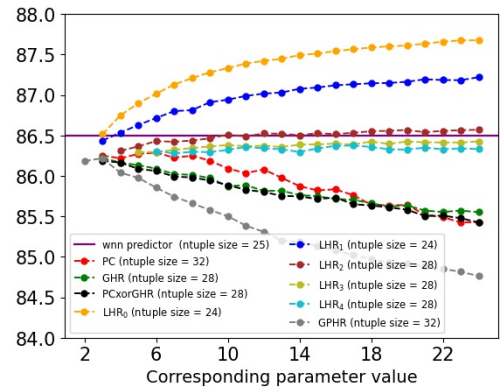 88.0
87.5
87.0
86.5
86.0
85.5
85.0
84.5
84.0
wnn predictor (ntuple size = 25)
PC (ntuple size = 32)
GHR (ntuple size = 28)
PCxorGHR (ntuple size = 28)
LHR₀ (ntuple size = 24)
LHR₁ (ntuple size = 24)
LHR₂ (ntuple size = 28)
LHR₃ (ntuple size = 28)
LHR₄ (ntuple size = 28)
GPHR (ntuple size = 32)
2 6 10 14 18 22
Corresponding parameter value